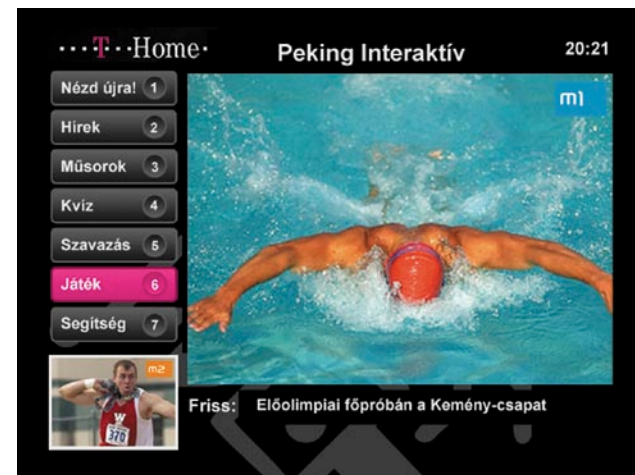 ···T··Home·
Peking Interaktív
20:21
Nézd újra! 1
Hírek 2
Műsorok 3
Kvíz 4
Szavazás 5
Játék 6
Segítség 7
m1
m2
W
370
Friss: Előolimpiai főpróbán a Kemény-csapat